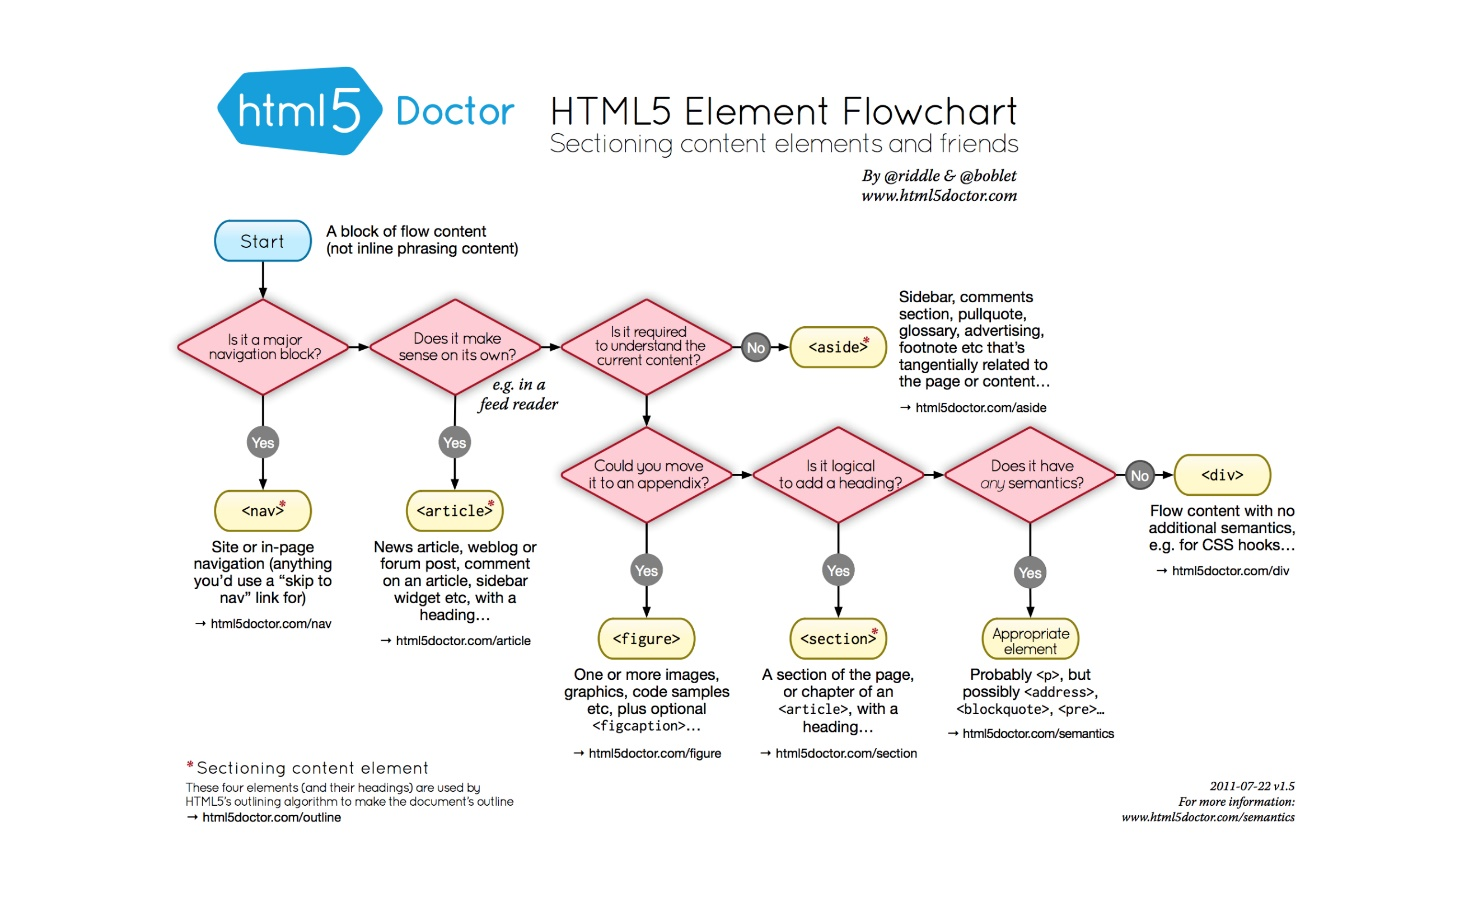 html5 Doctor
HTML5 Element Flowchart
Sectioning content elements and friends
By @riddle & @boblet
www.html5doctor.com
Start
A block of flow content
(not inline phrasing content)
Is it a major
navigation block?
Does it make
sense on its own?
e.g. in a
feed reader
Is it required
to understand the
current content?
No
<aside>*
Sidebar, comments
section, pullquote,
glossary, advertising,
footnote etc that’s
tangentially related to
the page or content…
→ html5doctor.com/aside
Yes
<nav>*
Site or in-page
navigation (anything
you’d use a “skip to
nav” link for)
→ html5doctor.com/nav
Yes
<article>*
News article, weblog or
forum post, comment
on an article, sidebar
widget etc, with a
heading…
→ html5doctor.com/article
Could you move
it to an appendix?
Is it logical
to add a heading?
Does it have
any semantics?
No
<div>
Flow content with no
additional semantics,
e.g. for CSS hooks…
→ html5doctor.com/div
Yes
<figure>
One or more images,
graphics, code samples
etc, plus optional
<figcaption>…
→ html5doctor.com/figure
Yes
<section>*
A section of the page,
or chapter of an
<article>, with a
heading…
→ html5doctor.com/section
Yes
Appropriate
element
Probably <p>, but
possibly <address>,
<blockquote>, <pre>…
→ html5doctor.com/semantics
* Sectioning content element
These four elements (and their headings) are used by
HTML5’s outlining algorithm to make the document’s outline
→ html5doctor.com/outline
2011-07-22 v1.5
For more information:
www.html5doctor.com/semantics